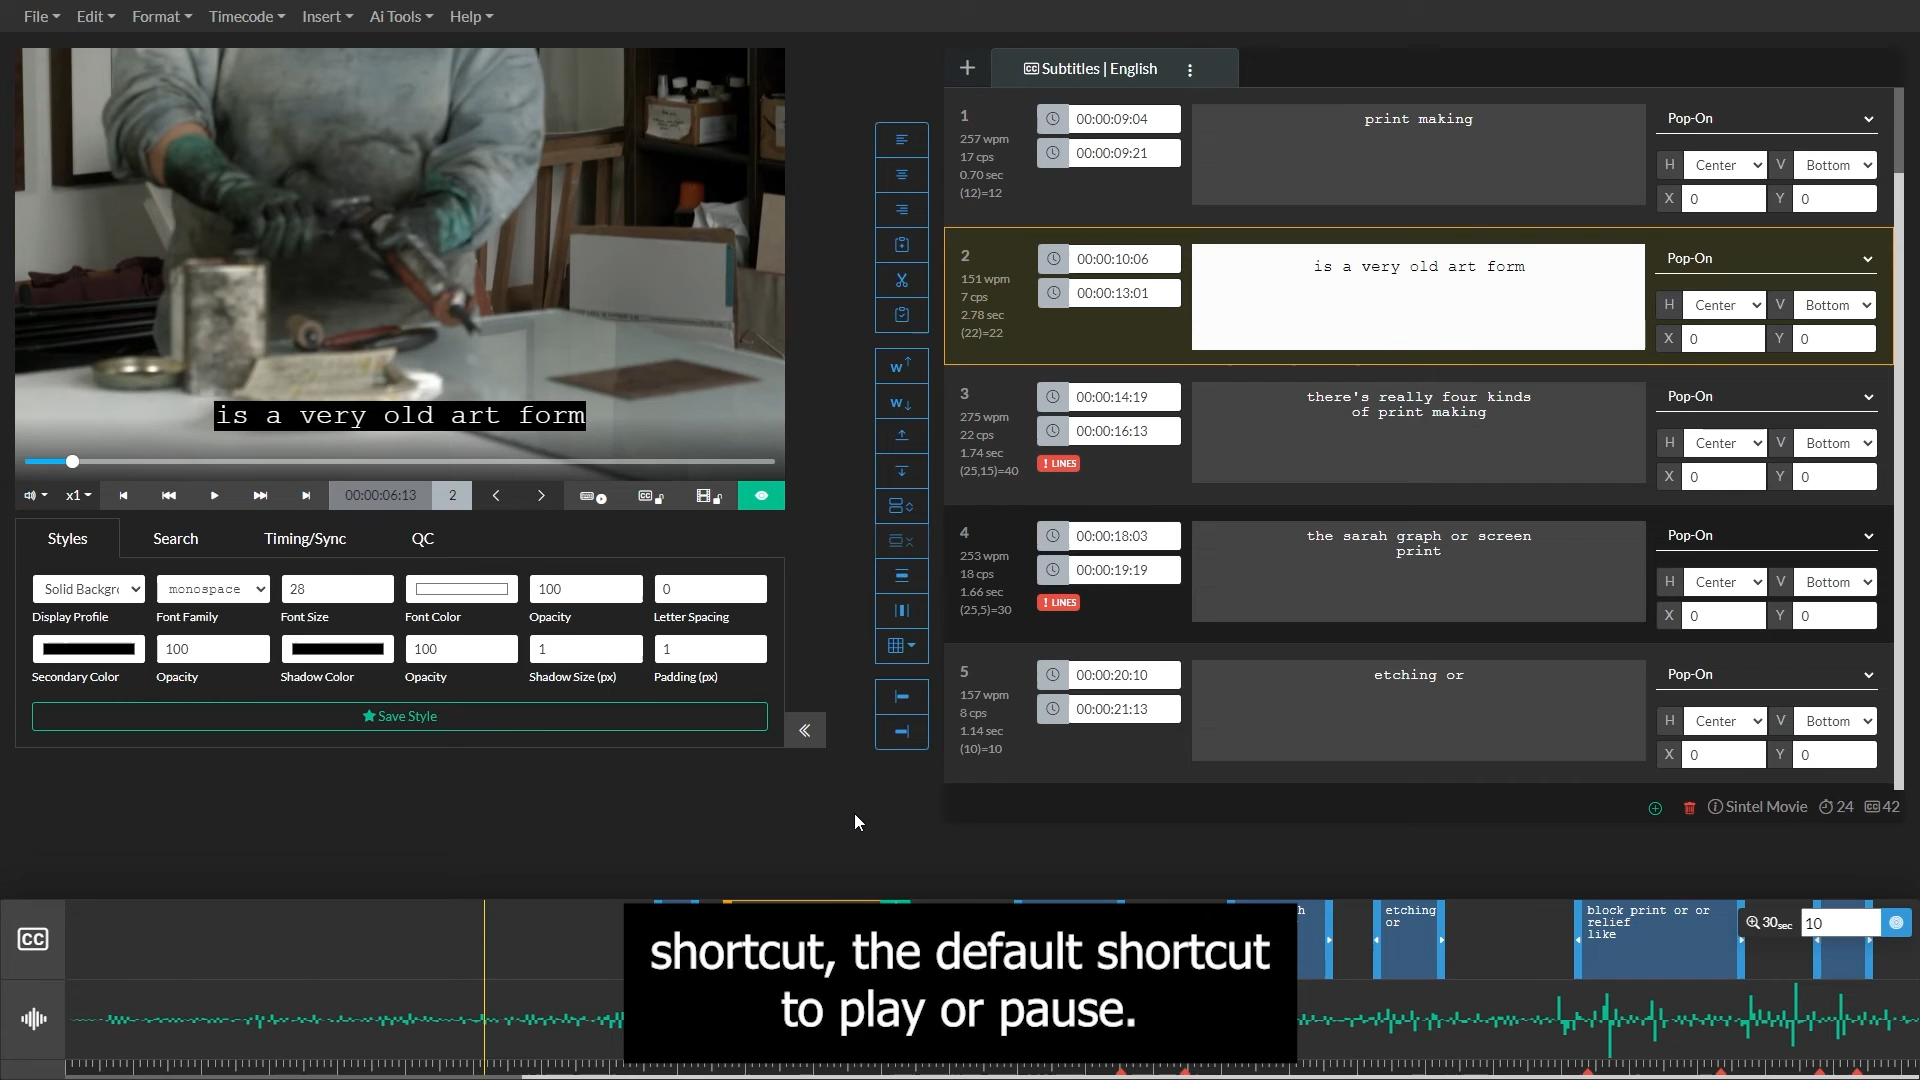 File Edit Format Timecode Insert Ai Tools Help
is a very old art form
x1 00:00:06:13 2
Styles Search Timing/Sync QC
Solid Backgr monospace 28 100 0
Display Profile Font Family Font Size Font Color Opacity Letter Spacing
100 100 1 1
Secondary Color Opacity Shadow Color Opacity Shadow Size (px) Padding (px)
Save Style
W
W
+ CC Subtitles | English
1
257 wpm
17 cps
0.70 sec
(12)=12
00:00:09:04
00:00:09:21
print making
Pop-On
H Center V Bottom
X 0 Y 0
2
151 wpm
7 cps
2.78 sec
(22)=22
00:00:10:06
00:00:13:01
is a very old art form
Pop-On
H Center V Bottom
X 0 Y 0
3
275 wpm
22 cps
1.74 sec
(25,15)=40
00:00:14:19
00:00:16:13
! LINES
there's really four kinds
of print making
Pop-On
H Center V Bottom
X 0 Y 0
4
253 wpm
18 cps
1.66 sec
(25,5)=30
00:00:18:03
00:00:19:19
! LINES
the sarah graph or screen
print
Pop-On
H Center V Bottom
X 0 Y 0
5
157 wpm
8 cps
1.14 sec
(10)=10
00:00:20:10
00:00:21:13
etching or
Pop-On
H Center V Bottom
X 0 Y 0
Sintel Movie 24 CC 42
CC
h
etching
or
block print or or
relief
like
30sec 10
shortcut, the default shortcut
to play or pause.